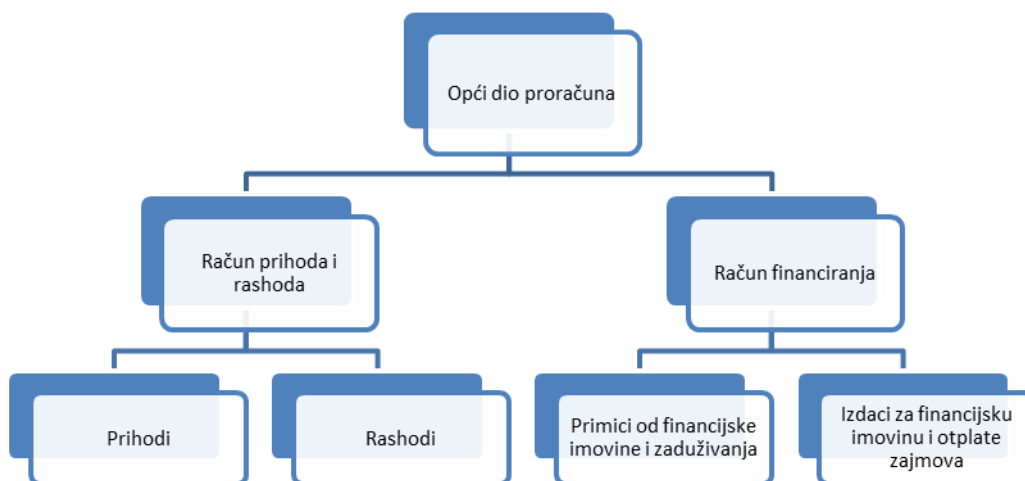 Opći dio proračuna
Račun prihoda i
rashoda
Račun financiranja
Prihodi
Rashodi
Primici od financijske
imovine i zaduživanja
Izdaci za financijsku
imovinu i otplate
zajmova